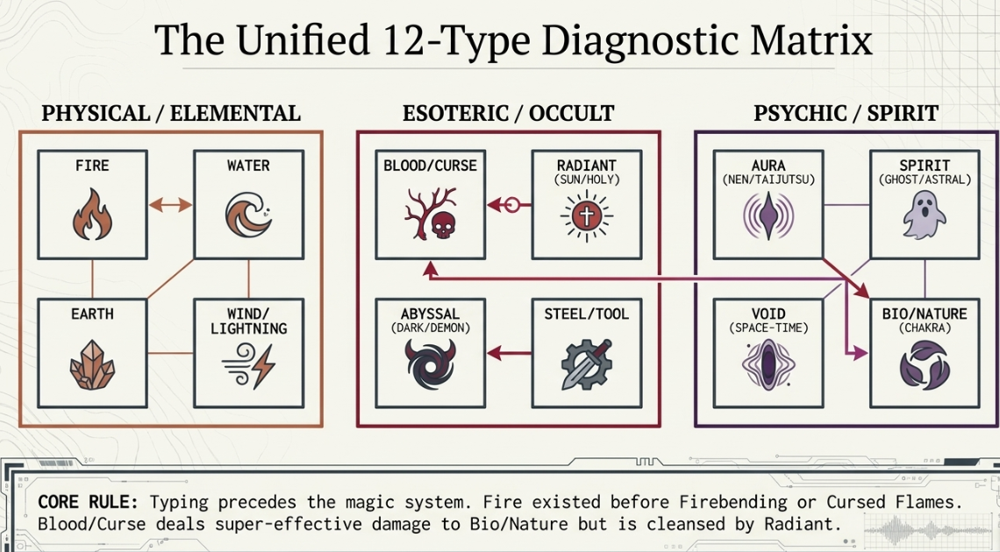 The Unified 12-Type Diagnostic Matrix
PHYSICAL / ELEMENTAL
FIRE
WATER
EARTH
WIND/
LIGHTNING
ESOTERIC / OCCULT
BLOOD/CURSE
RADIANT
(SUN/HOLY)
ABYSSAL
(DARK/DEMON)
STEEL/TOOL
PSYCHIC / SPIRIT
AURA
(NEN/TAIJUTSU)
SPIRIT
(GHOST/ASTRAL)
VOID
(SPACE-TIME)
BIO/NATURE
(CHAKRA)
CORE RULE: Typing precedes the magic system. Fire existed before Firebending or Cursed Flames.
Blood/Curse deals super-effective damage to Bio/Nature but is cleansed by Radiant.